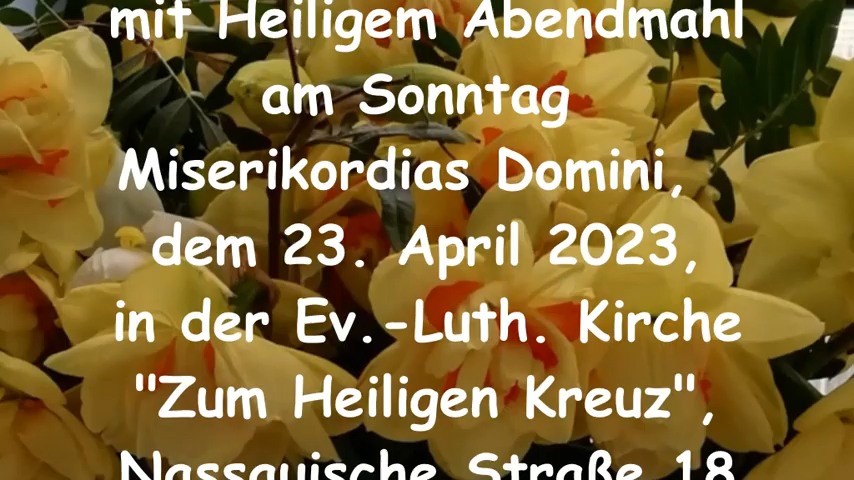 mit Heiligem Abendmahl
am Sonntag
Miserikordias Domini,
dem 23. April 2023,
in der Ev.-Luth. Kirche
"Zum Heiligen Kreuz",
Nassauische Straße 18